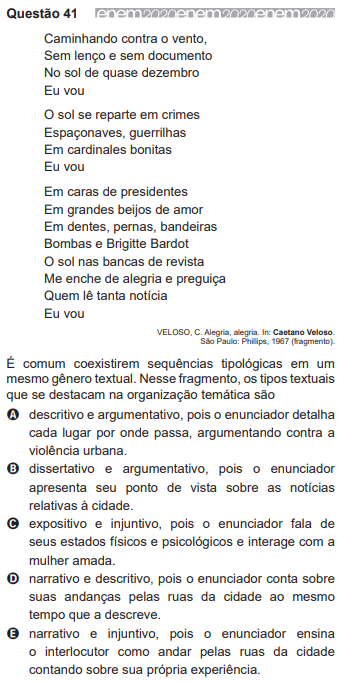 Questão 41 enem2020enem2020enem2020
Caminhando contra o vento,
Sem lenço e sem documento
No sol de quase dezembro
Eu vou
O sol se reparte em crimes
Espaçonaves, guerrilhas
Em cardinales bonitas
Eu vou
Em caras de presidentes
Em grandes beijos de amor
Em dentes, pernas, bandeiras
Bombas e Brigitte Bardot
O sol nas bancas de revista
Me enche de alegria e preguiça
Quem lê tanta notícia
Eu vou
VELOSO, C. Alegria, alegria. In: Caetano Veloso.
São Paulo: Phillips, 1967 (fragmento).
É comum coexistirem sequências tipológicas em um
mesmo gênero textual. Nesse fragmento, os tipos textuais
que se destacam na organização temática são
A descritivo e argumentativo, pois o enunciador detalha
cada lugar por onde passa, argumentando contra a
violência urbana.
B dissertativo e argumentativo, pois o enunciador
apresenta seu ponto de vista sobre as notícias
relativas à cidade.
C expositivo e injuntivo, pois o enunciador fala de
seus estados físicos e psicológicos e interage com a
mulher amada.
D narrativo e descritivo, pois o enunciador conta sobre
suas andanças pelas ruas da cidade ao mesmo
tempo que a descreve.
E narrativo e injuntivo, pois o enunciador ensina
o interlocutor como andar pelas ruas da cidade
contando sobre sua própria experiência.